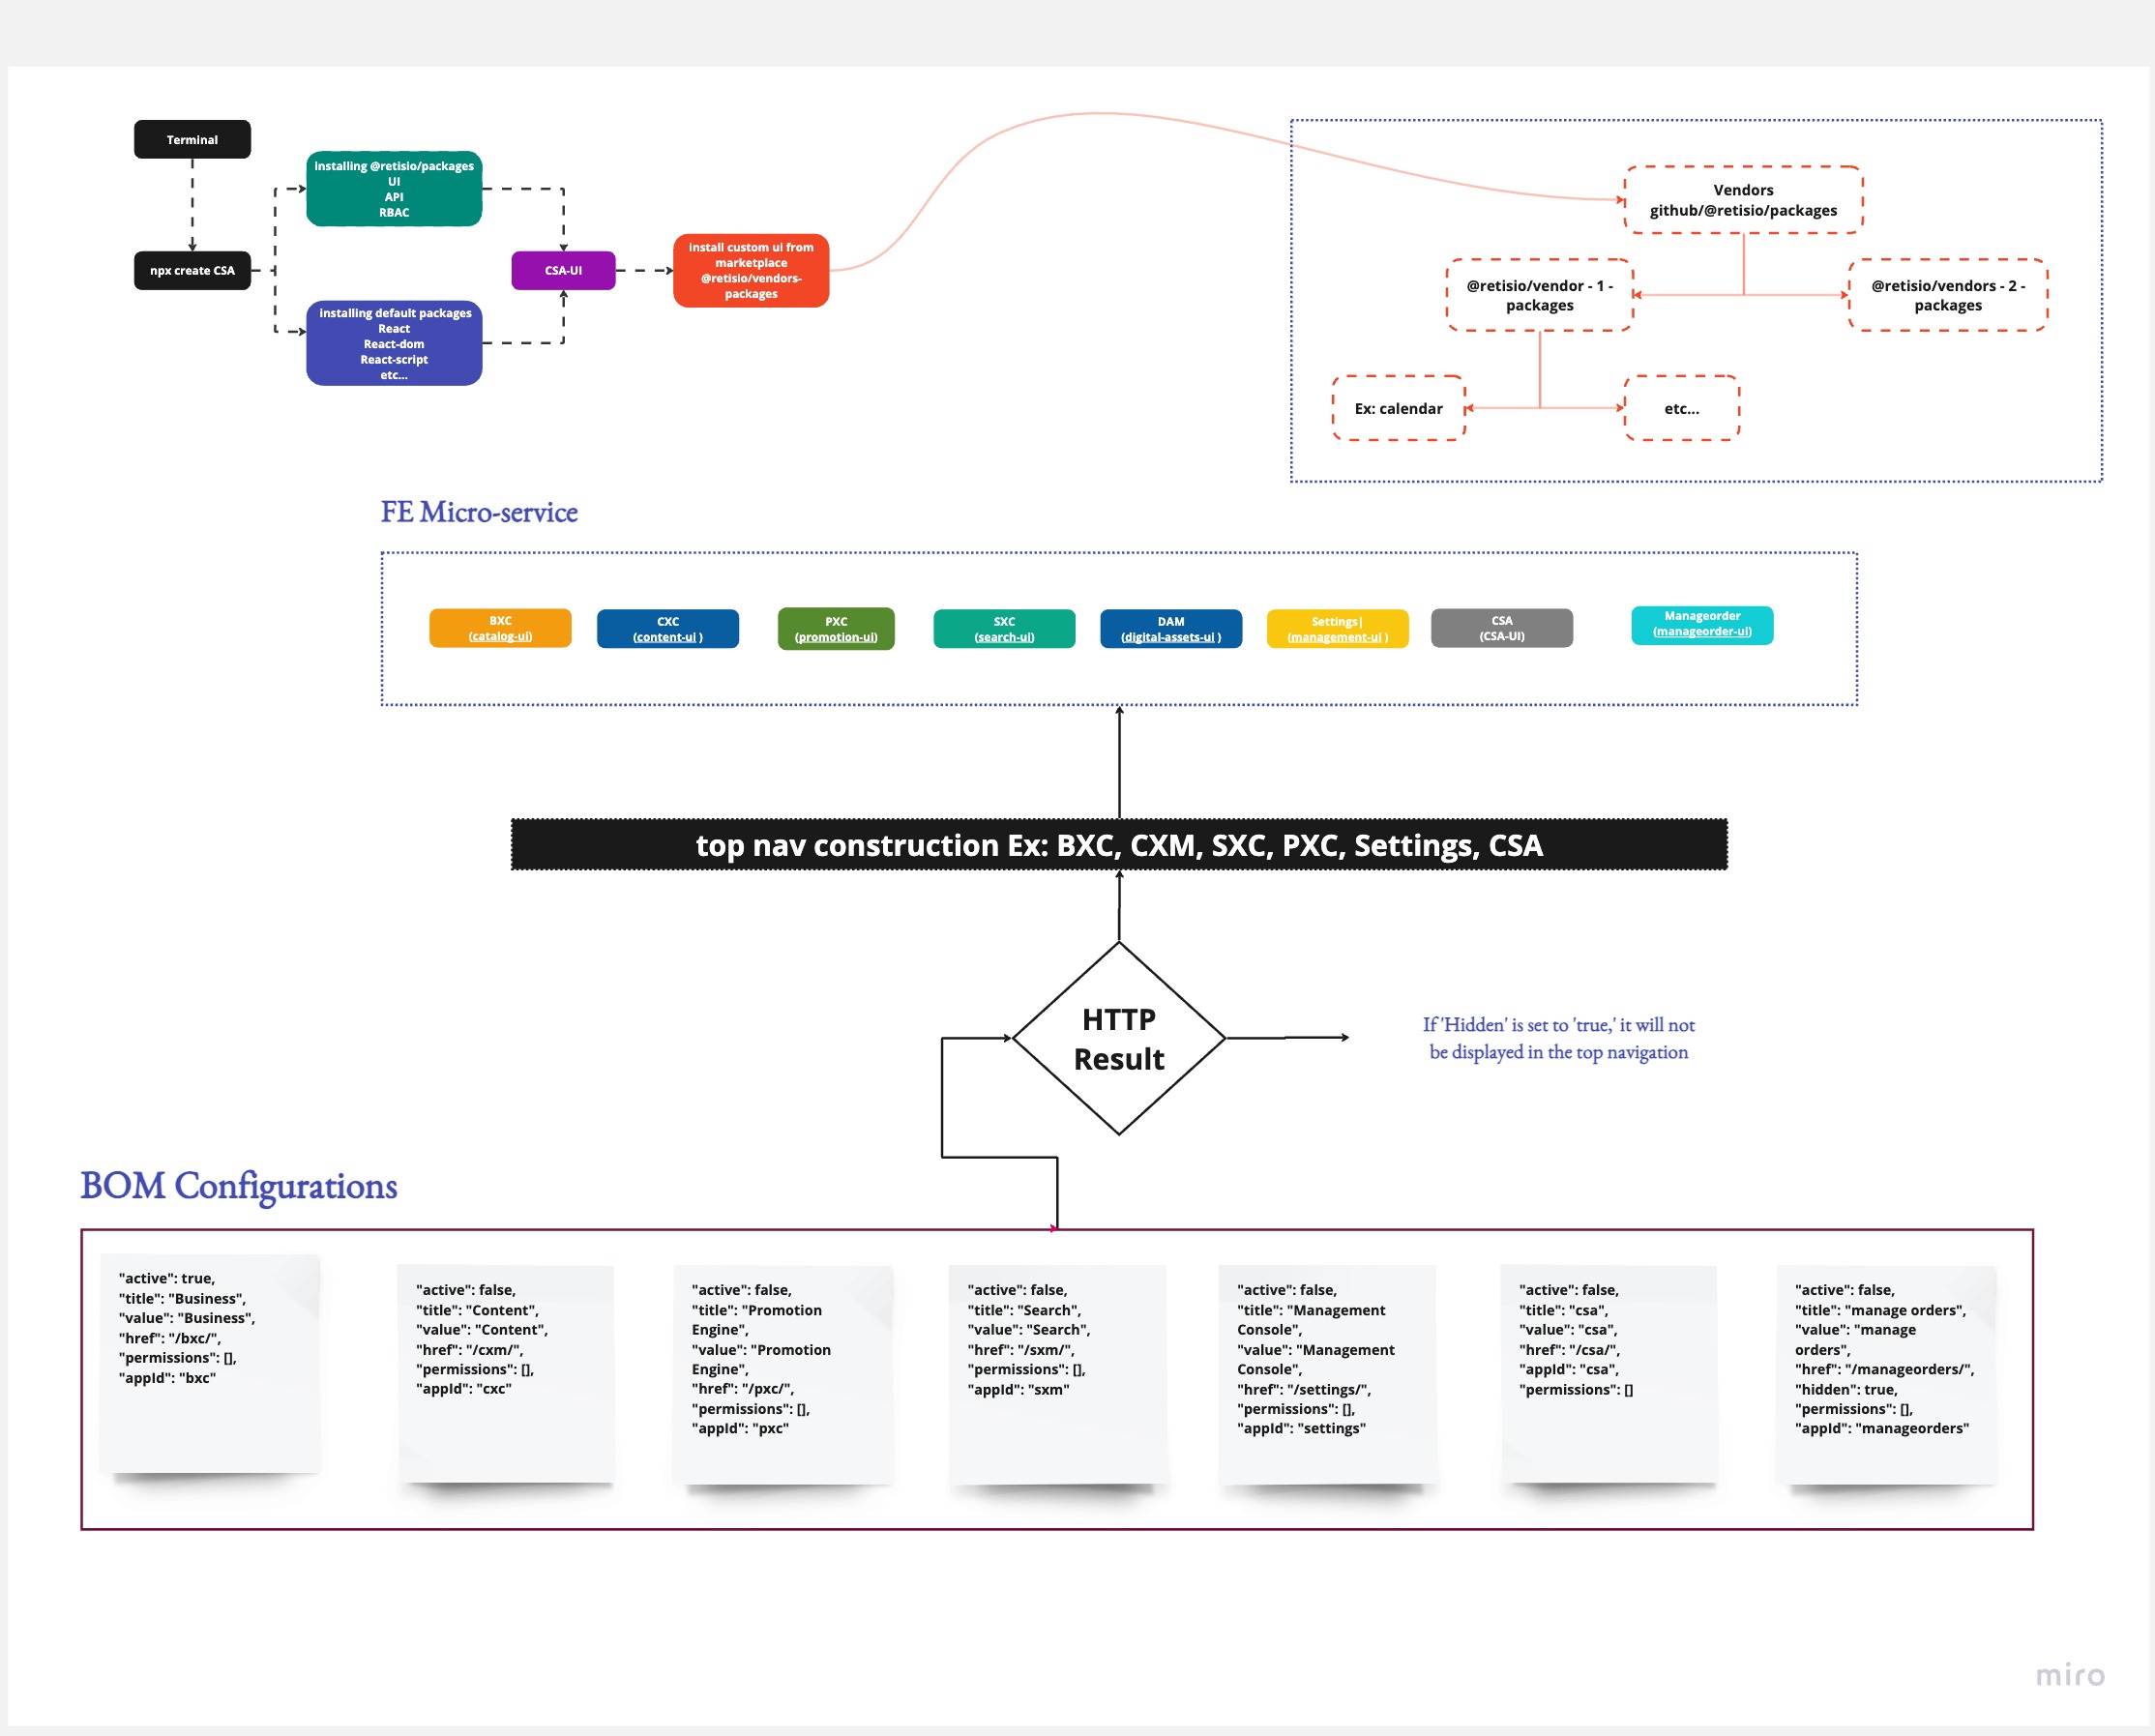 Terminal
npx create CSA
installing @retisio/packages
UI
API
RBAC
installing default packages
React
React-dom
React-script
etc...
CSA-UI
install custom ui from
marketplace
@retisio/vendors-
packages
Vendors
github/@retisio/packages
@retisio/vendor - 1 -
packages
@retisio/vendors - 2 -
packages
Ex: calendar
etc...
FE Micro-service
BXC
(catalog-ui)
CXC
(content-ui )
PXC
(promotion-ui)
SXC
(search-ui)
DAM
(digital-assets-ui )
Settings|
(management-ui )
CSA
(CSA-UI)
Manageorder
(manageorder-ui)
top nav construction Ex: BXC, CXM, SXC, PXC, Settings, CSA
HTTP
Result
If 'Hidden' is set to 'true,' it will not
be displayed in the top navigation
BOM Configurations
"active": true,
"title": "Business",
"value": "Business",
"href": "/bxc/",
"permissions": [],
"appId": "bxc"
"active": false,
"title": "Content",
"value": "Content",
"href": "/cxm/",
"permissions": [],
"appId": "cxc"
"active": false,
"title": "Promotion
Engine",
"value": "Promotion
Engine",
"href": "/pxc/",
"permissions": [],
"appId": "pxc"
"active": false,
"title": "Search",
"value": "Search",
"href": "/sxm/",
"permissions": [],
"appId": "sxm"
"active": false,
"title": "Management
Console",
"value": "Management
Console",
"href": "/settings/",
"permissions": [],
"appId": "settings"
"active": false,
"title": "csa",
"value": "csa",
"href": "/csa/",
"appId": "csa",
"permissions": []
"active": false,
"title": "manage orders",
"value": "manage
orders",
"href": "/manageorders/",
"hidden": true,
"permissions": [],
"appId": "manageorders"
miro